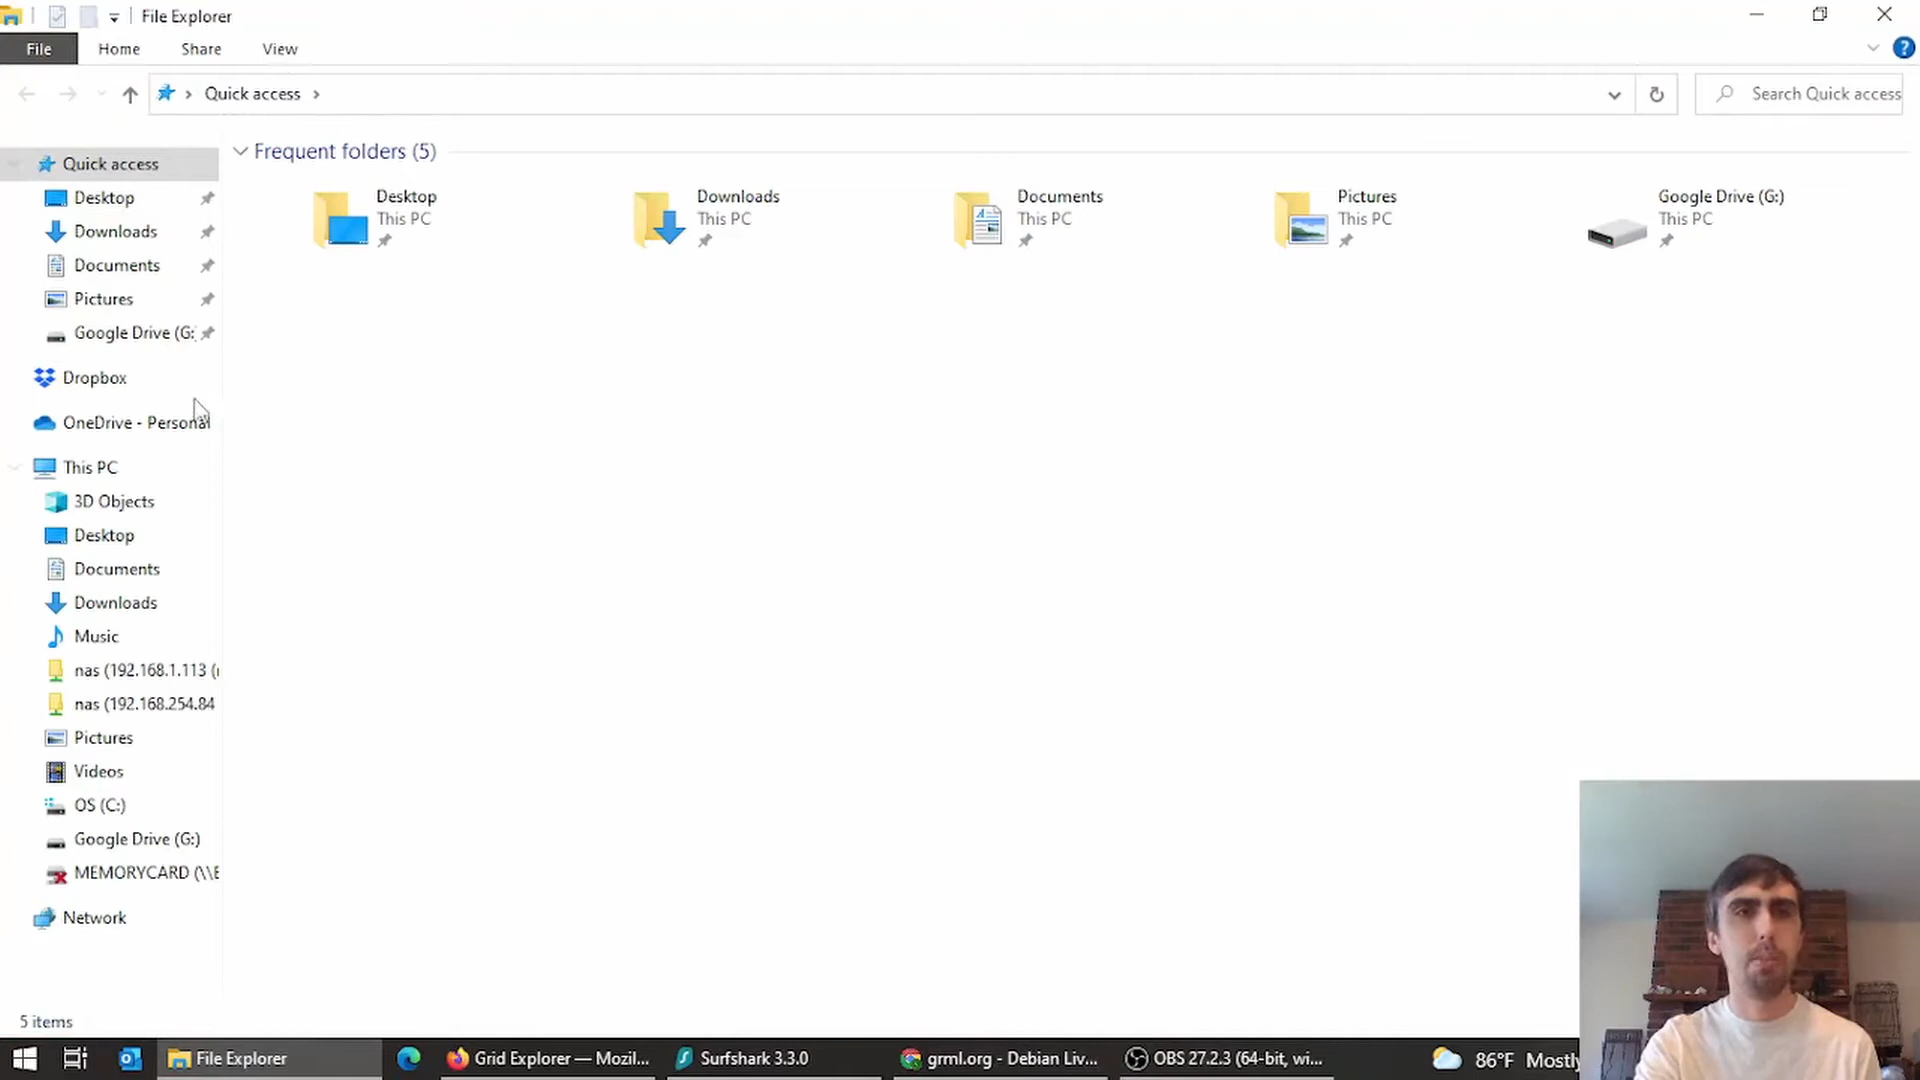 File Explorer
File Home Share View
Quick access
Search Quick access
Quick access
Desktop
Downloads
Documents
Pictures
Google Drive (G:
Dropbox
OneDrive - Personal
This PC
3D Objects
Desktop
Documents
Downloads
Music
nas (192.168.1.113 (
nas (192.168.254.84
Pictures
Videos
OS (C:)
Google Drive (G:)
MEMORYCARD (\\E
Network
Frequent folders (5)
Desktop
This PC
Downloads
This PC
Documents
This PC
Pictures
This PC
Google Drive (G:)
This PC
5 items
File Explorer
Grid Explorer — Mozil...
Surfshark 3.3.0
grml.org - Debian Liv...
OBS 27.2.3 (64-bit, wi...
86°F Mostly